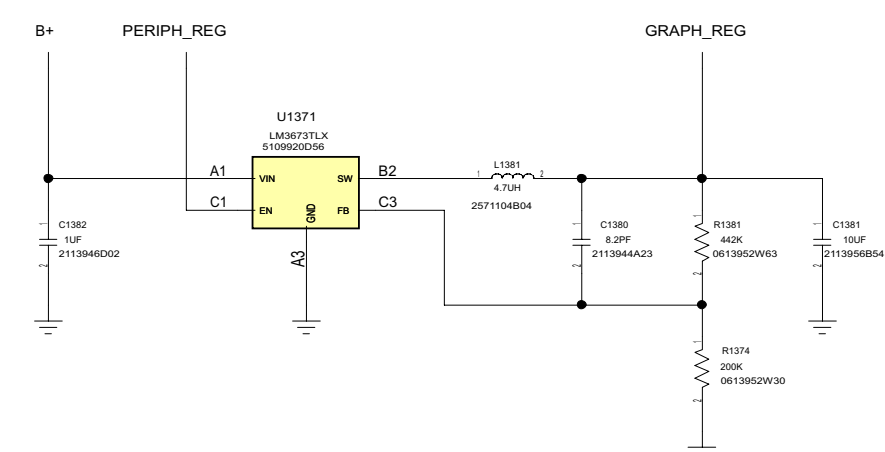 B+ PERIPH_REG GRAPH_REG
U1371
LM3673TLX
5109920D56
A1 VIN SW B2
C1 EN GND FB C3
A3
L1381
1 2
4.7UH
2571104B04
1
C1382
1UF
2113946D02
2
1
C1380
8.2PF
2113944A23
2
1
R1381
442K
0613952W63
2
1
C1381
10UF
2113956B54
2
1
R1374
200K
0613952W30
2